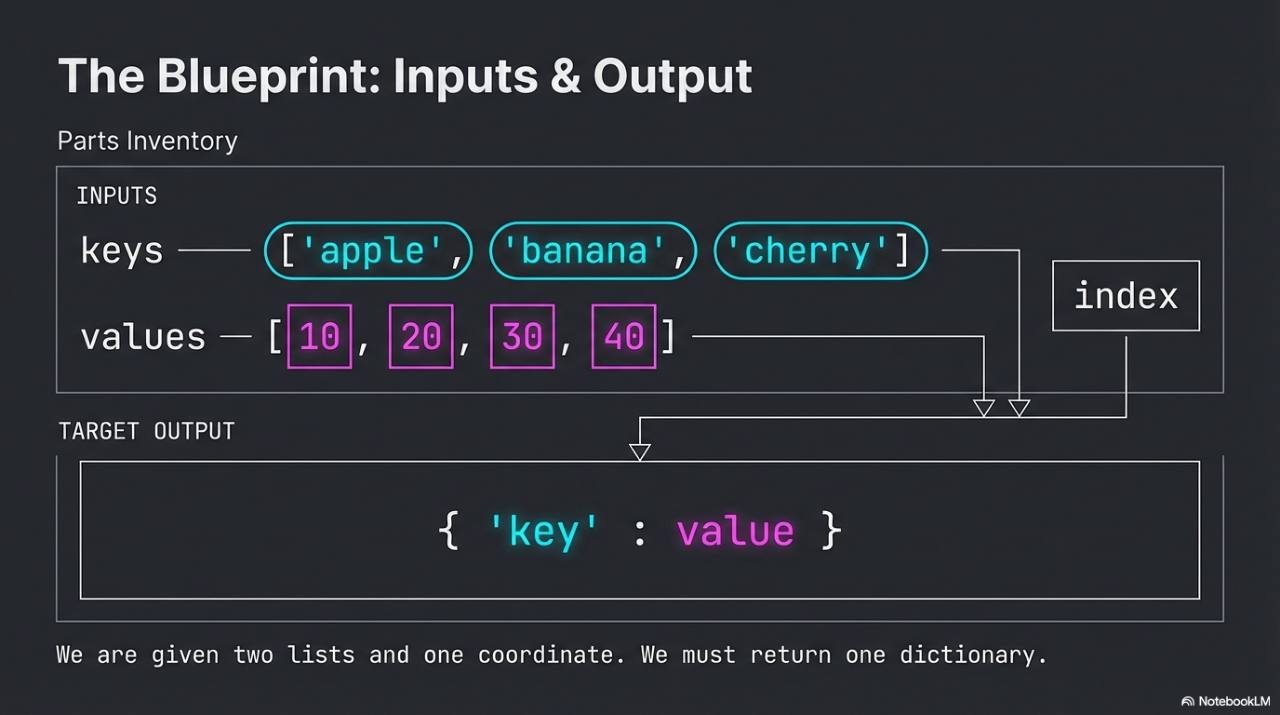 The Blueprint: Inputs & Output
Parts Inventory
INPUTS
keys ['apple', 'banana', 'cherry']
index
values [10, 20, 30, 40]
TARGET OUTPUT
{ 'key' : value }
We are given two lists and one coordinate. We must return one dictionary.
NotebookLM